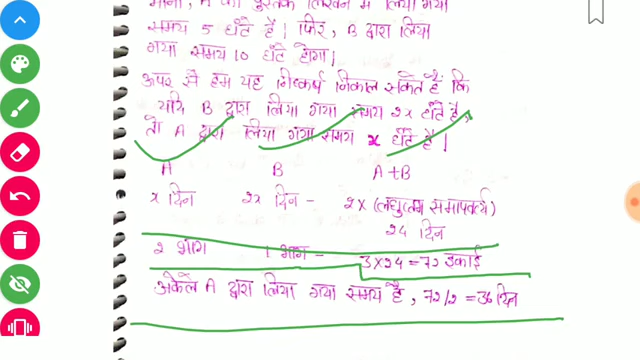 माना, A को पुस्तक लिखने में लिया गया
समय 5 घंटे है। फिर, B द्वारा लिया
गया समय 10 घंटे होगा।
ऊपर से हम यह निष्कर्ष निकाल सकते हैं कि
यदि B द्वारा लिया गया समय 2x घंटे है,
तो A द्वारा लिया गया समय x घंटे है।
A B A+B
x दिन 2x दिन – 2x (लघुत्तम समापवर्त्य)
24 दिन
2 भाग 1 भाग – 3×24=72 इकाई
अकेले A द्वारा लिया गया समय है, 72/2 = 36 दिन